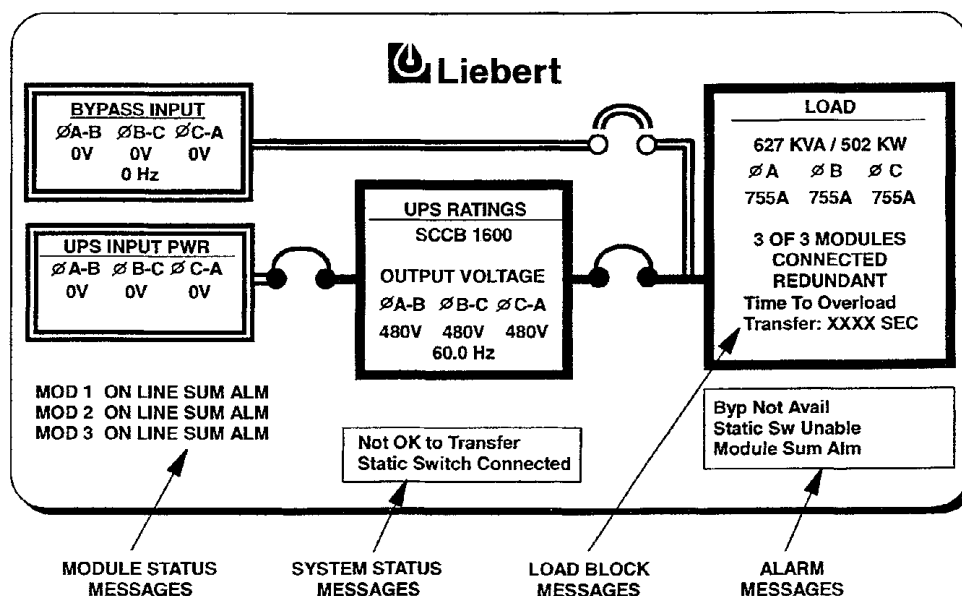 Liebert
BYPASS INPUT
ØA-B ØB-C ØC-A
0V 0V 0V
0 Hz
UPS INPUT PWR
ØA-B ØB-C ØC-A
0V 0V 0V
UPS RATINGS
SCCB 1600
OUTPUT VOLTAGE
ØA-B ØB-C ØC-A
480V 480V 480V
60.0 Hz
LOAD
627 KVA / 502 KW
ØA ØB ØC
755A 755A 755A
3 OF 3 MODULES
CONNECTED
REDUNDANT
Time To Overload
Transfer: XXXX SEC
MOD 1 ON LINE SUM ALM
MOD 2 ON LINE SUM ALM
MOD 3 ON LINE SUM ALM
Not OK to Transfer
Static Switch Connected
Byp Not Avail
Static Sw Unable
Module Sum Alm
MODULE STATUS
MESSAGES
SYSTEM STATUS
MESSAGES
LOAD BLOCK
MESSAGES
ALARM
MESSAGES